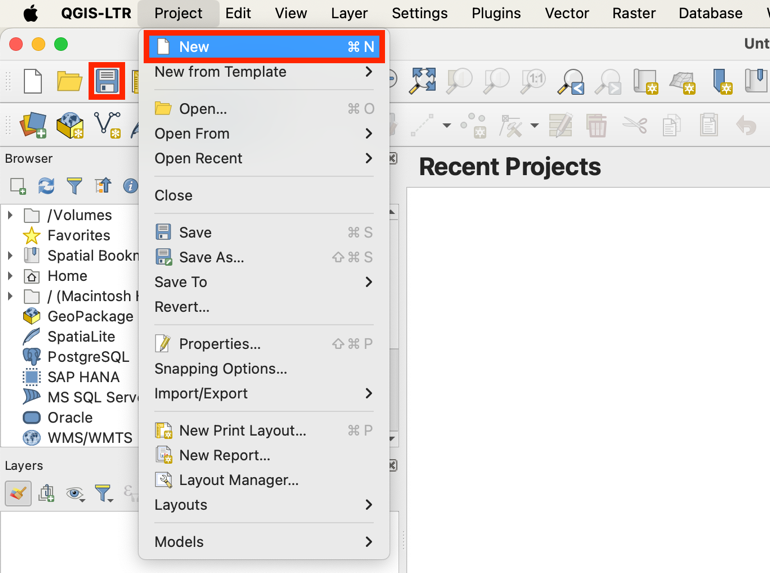 QGIS-LTR Project Edit View Layer Settings Plugins Vector Raster Database
Unt
New ⌘ N
New from Template
1:1
Open... ⌘ O
Open From
Browser
Open Recent
Recent Projects
Close
/Volumes
Favorites
Save ⌘ S
Spatial Bookm
Save As... ⇧ ⌘ S
Home
Save To
/ (Macintosh H
Revert...
GeoPackage
SpatiaLite
Properties... ⇧ ⌘ P
PostgreSQL
Snapping Options...
SAP HANA
Import/Export
MS SQL Serve
Oracle
New Print Layout... ⌘ P
WMS/WMTS
New Report...
Layers
Layout Manager...
Layouts
Models